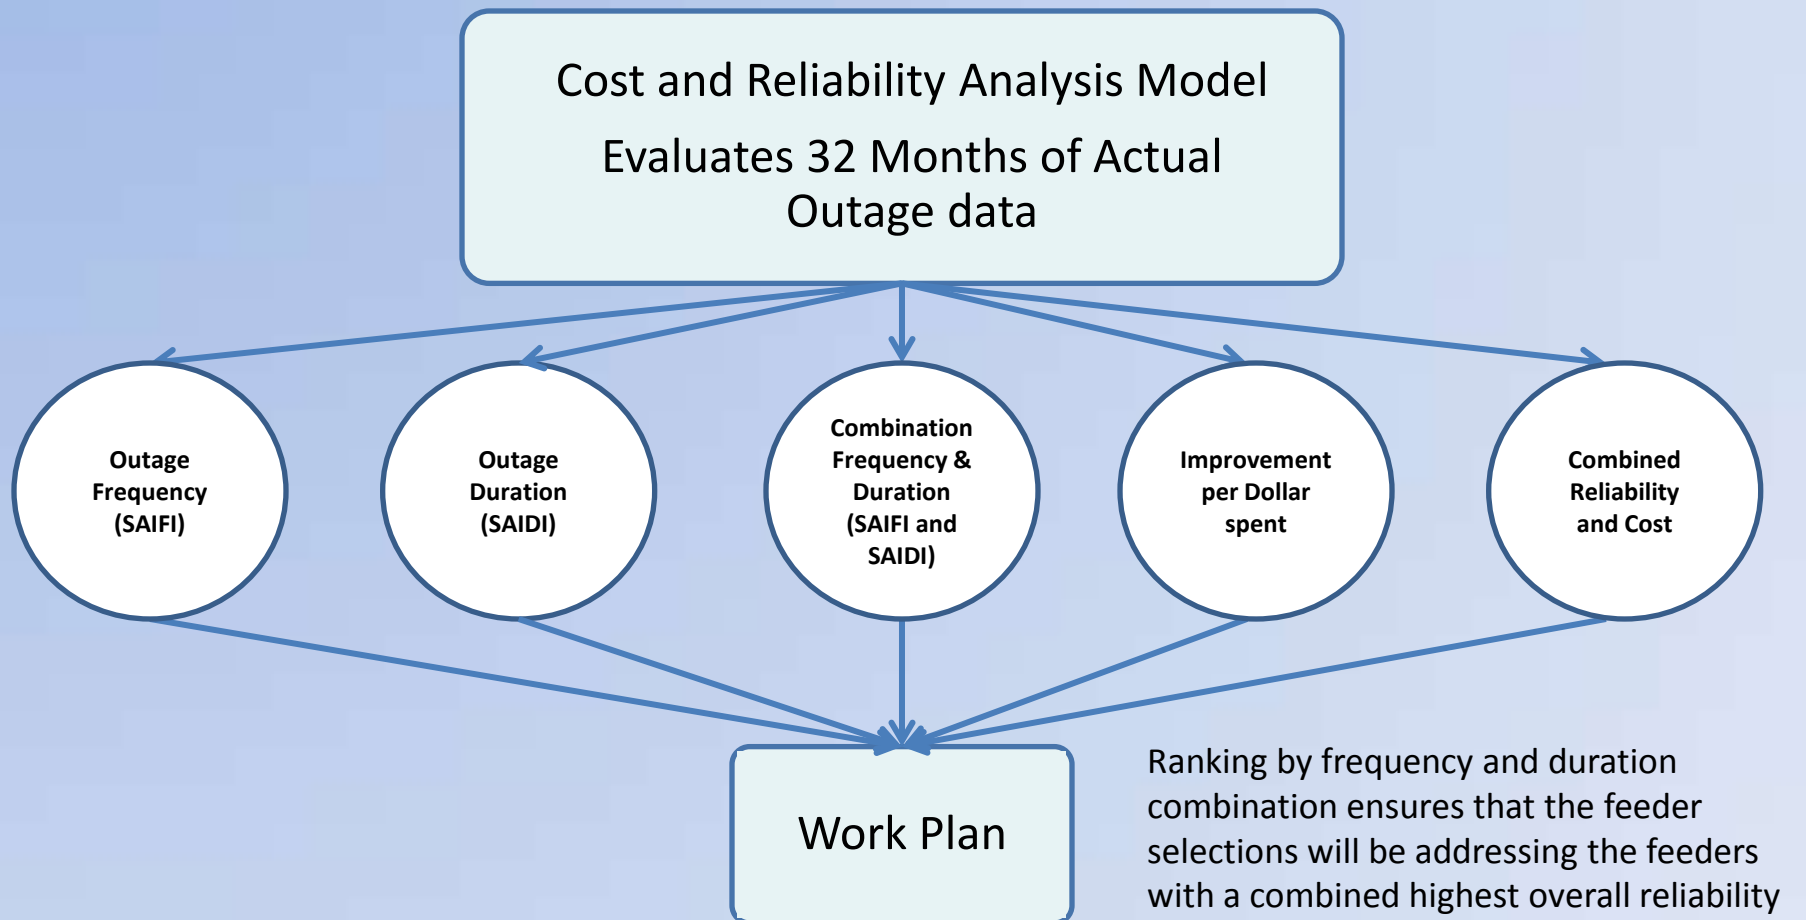 Cost and Reliability Analysis Model
Evaluates 32 Months of Actual
Outage data
Outage
Frequency
(SAIFI)
Outage
Duration
(SAIDI)
Combination
Frequency &
Duration
(SAIFI and
SAIDI)
Improvement
per Dollar
spent
Combined
Reliability
and Cost
Work Plan
Ranking by frequency and duration
combination ensures that the feeder
selections will be addressing the feeders
with a combined highest overall reliability